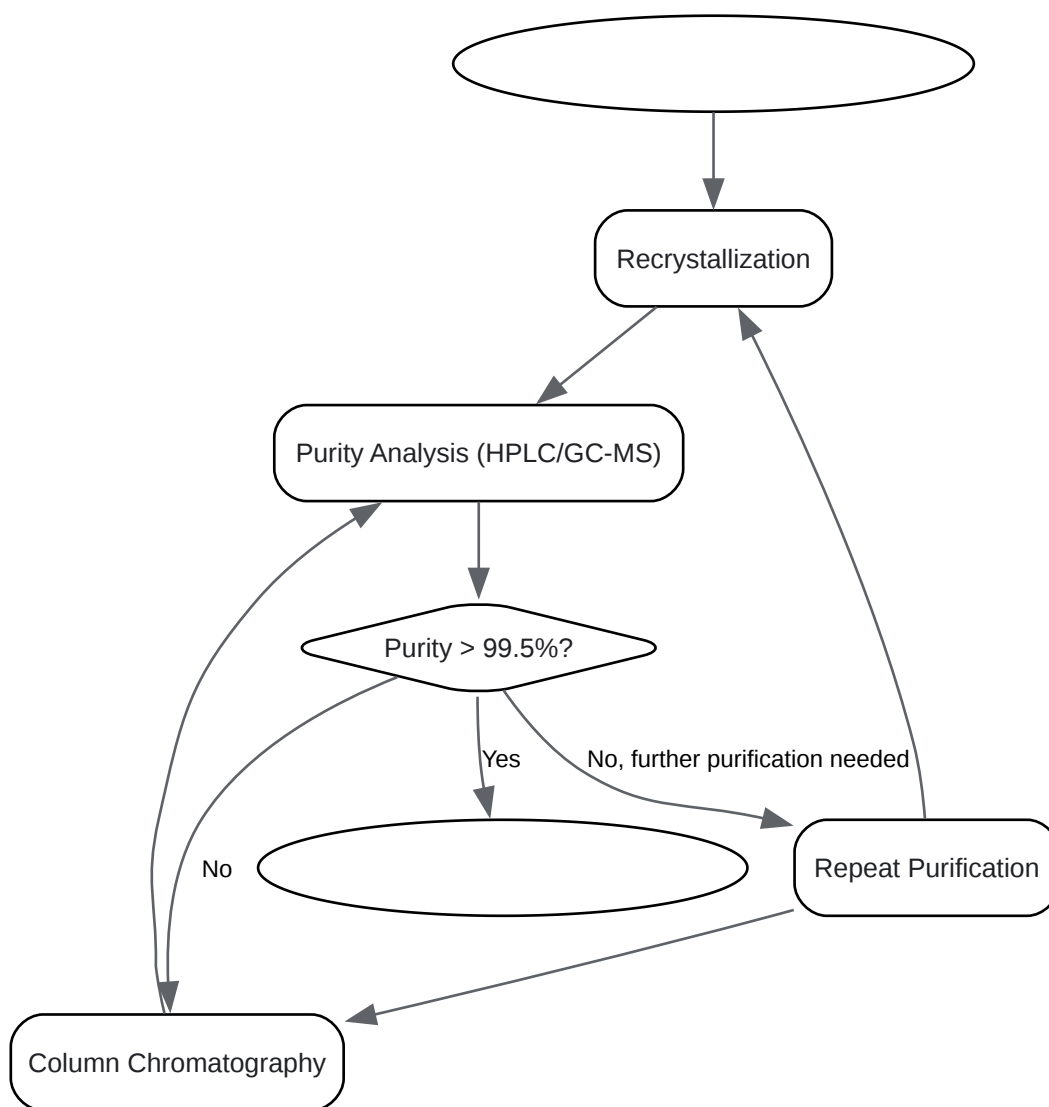 Recrystallization
Purity Analysis (HPLC/GC-MS)
Purity > 99.5%?
Yes
No, further purification needed
No
Repeat Purification
Column Chromatography